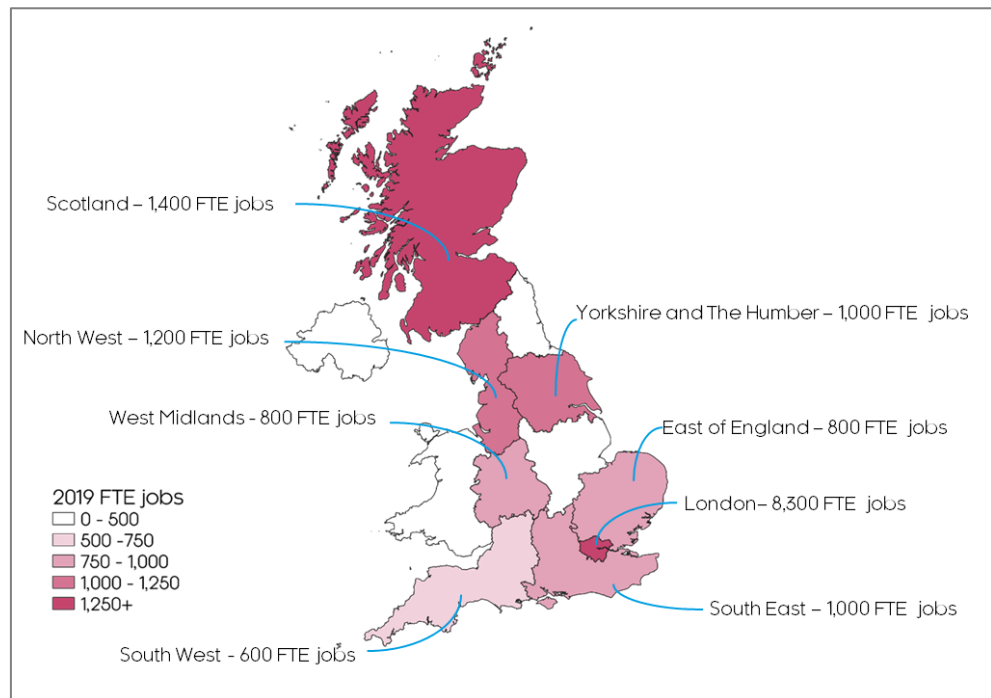 Scotland – 1,400 FTE jobs
Yorkshire and The Humber – 1,000 FTE jobs
North West – 1,200 FTE jobs
West Midlands - 800 FTE jobs
East of England – 800 FTE jobs
2019 FTE jobs
0 - 500
500 -750
750 - 1,000
1,000 - 1,250
1,250+
London– 8,300 FTE jobs
South East – 1,000 FTE jobs
South West - 600 FTE jobs